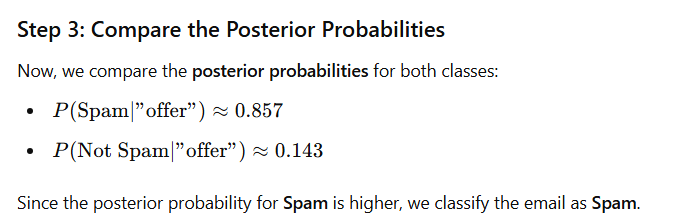 Step 3: Compare the Posterior Probabilities
Now, we compare the posterior probabilities for both classes:
• P(Spam|”offer”) ≈ 0.857
• P(Not Spam|”offer”) ≈ 0.143
Since the posterior probability for Spam is higher, we classify the email as Spam.